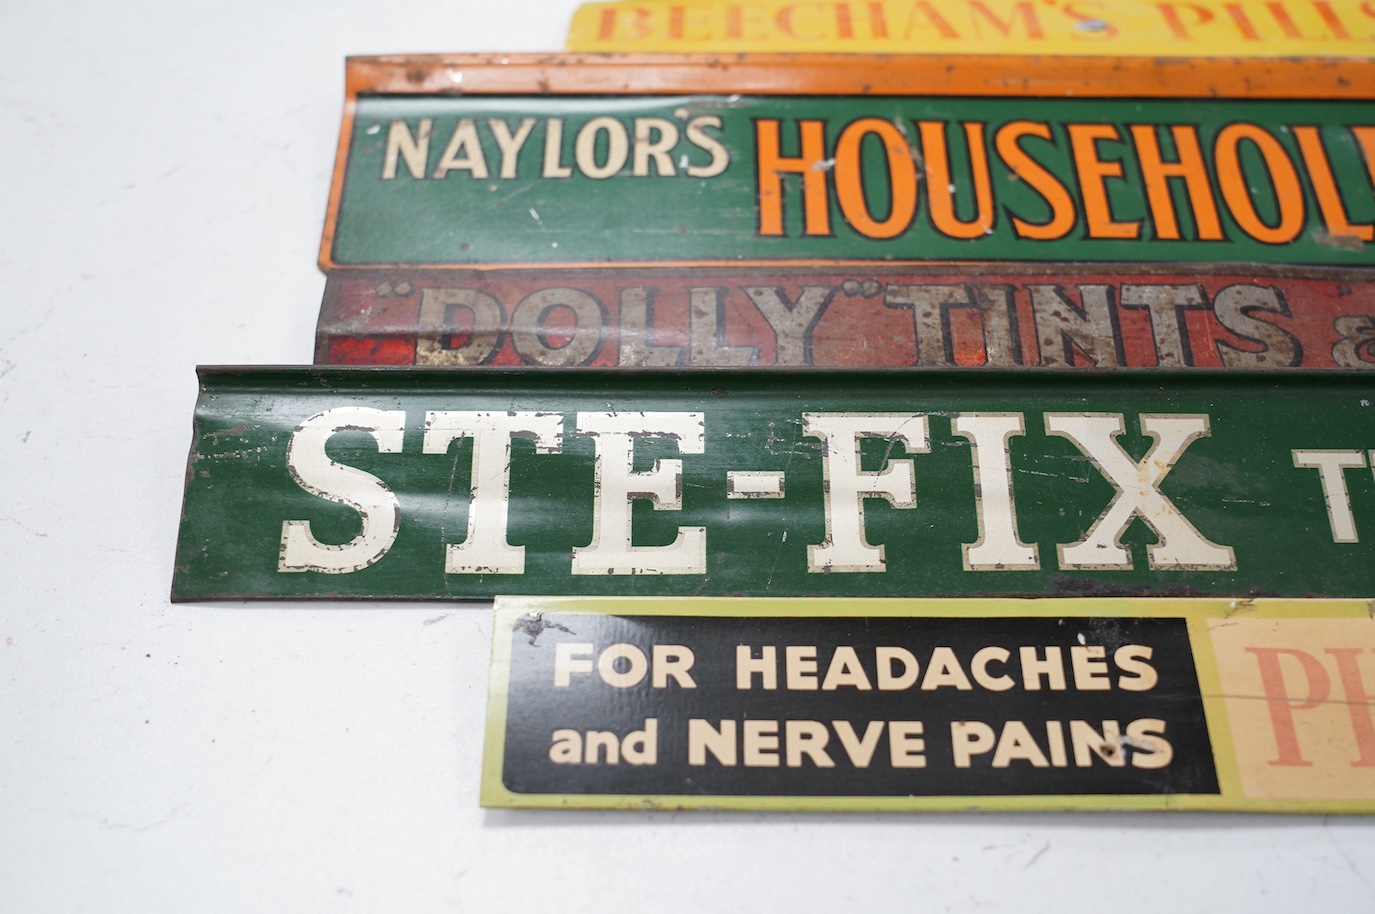 BEECHAM'S PILLS
NAYLOR'S HOUSEHOL
"DOLLY" TINTS &
STE-FIX T
FOR HEADACHES
and NERVE PAINS